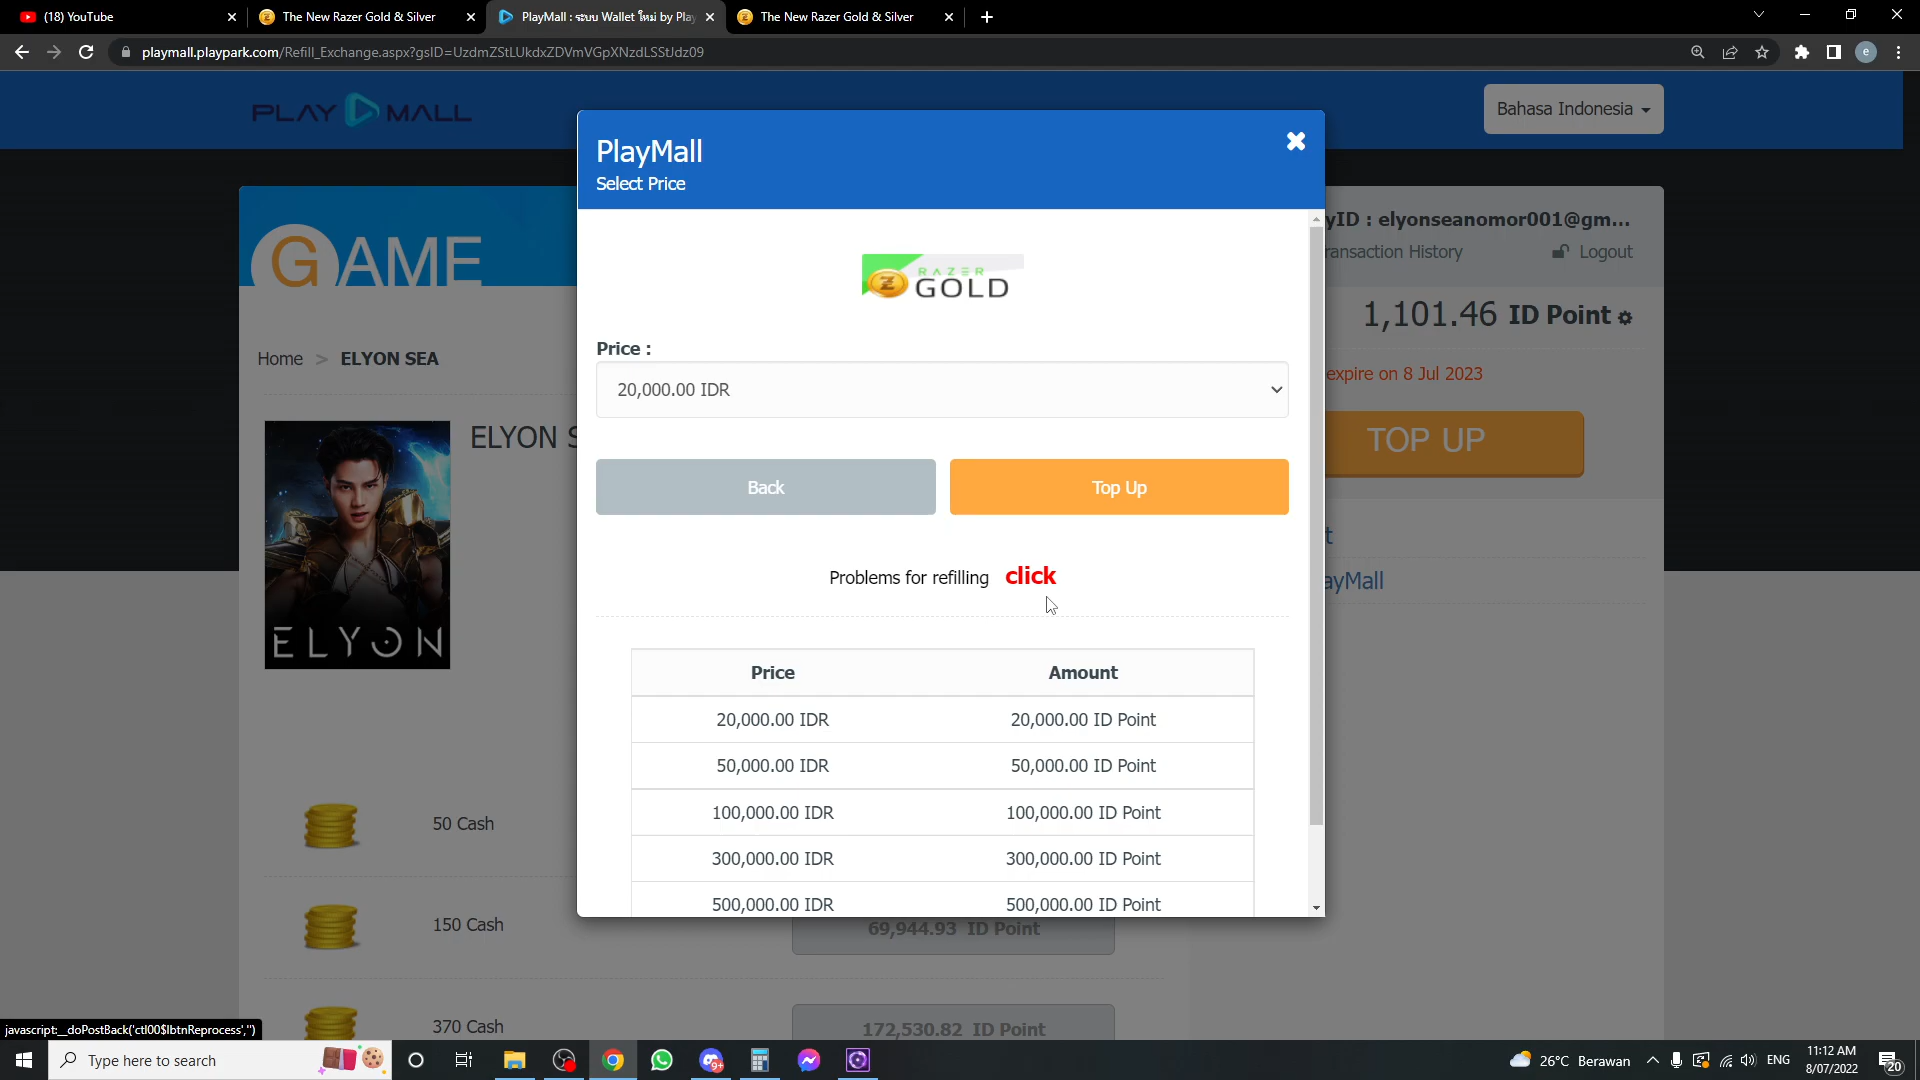 (18) YouTube
The New Razer Gold & Silver
PlayMall : ระบบ Wallet ใหม่ by Play
The New Razer Gold & Silver
playmall.playpark.com/Refill_Exchange.aspx?gsID=UzdmZStLUkdxZDVmVGpXNzdLSStJdz09
e
PLAY MALL
Bahasa Indonesia
PlayMall
Select Price
GAME
yID : elyonseanomor001@gm...
ransaction History
Logout
RAZER
GOLD
1,101.46 ID Point
Price :
Home > ELYON SEA
expire on 8 Jul 2023
20,000.00 IDR
ELYON S
TOP UP
Back
Top Up
t
Problems for refilling click
ayMall
ELYON
Price Amount
20,000.00 IDR 20,000.00 ID Point
50,000.00 IDR 50,000.00 ID Point
100,000.00 IDR 100,000.00 ID Point
50 Cash
300,000.00 IDR 300,000.00 ID Point
500,000.00 IDR 500,000.00 ID Point
150 Cash
69,944.93 ID Point
370 Cash
172,530.82 ID Point
javascript:__doPostBack('ctl00$lbtnReprocess','')
Type here to search
9+
26°C Berawan
ENG
11:12 AM
8/07/2022
20